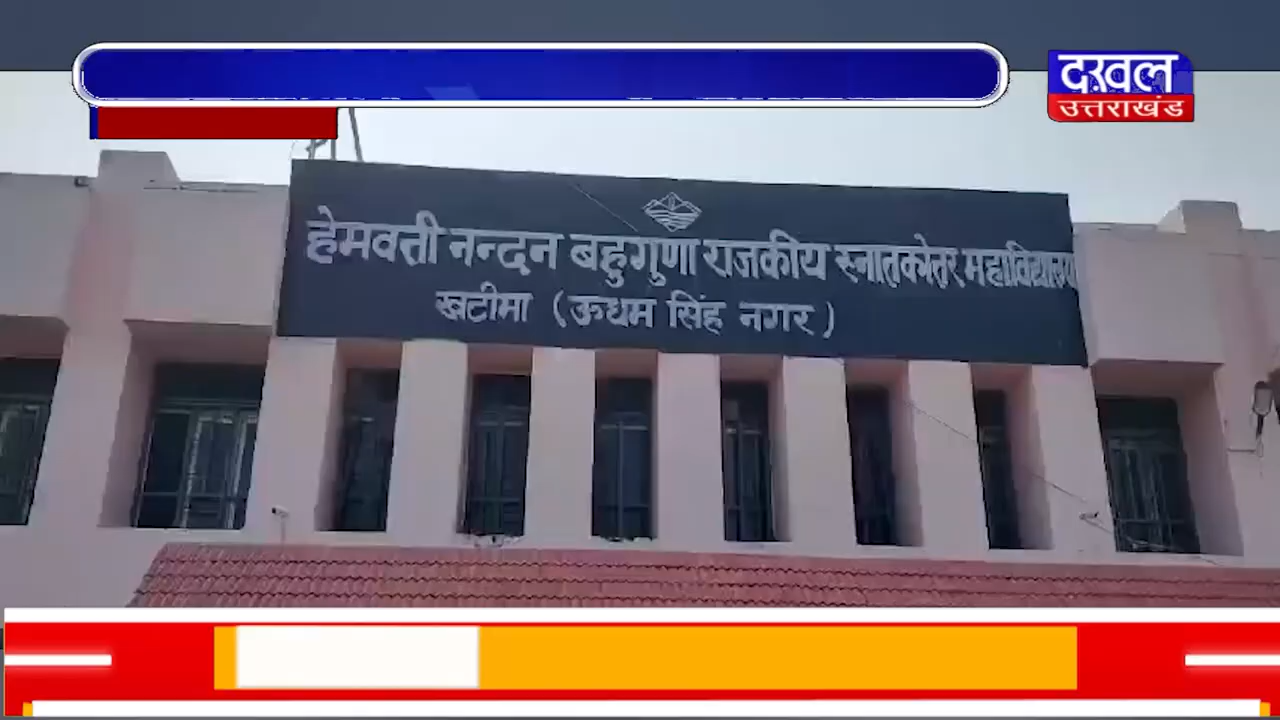 दखल
उत्तराखंड
हेमवती नन्दन बहुगुणा राजकीय स्नातकोतर महाविद्यालय
खटीमा (ऊधम सिंह नगर)